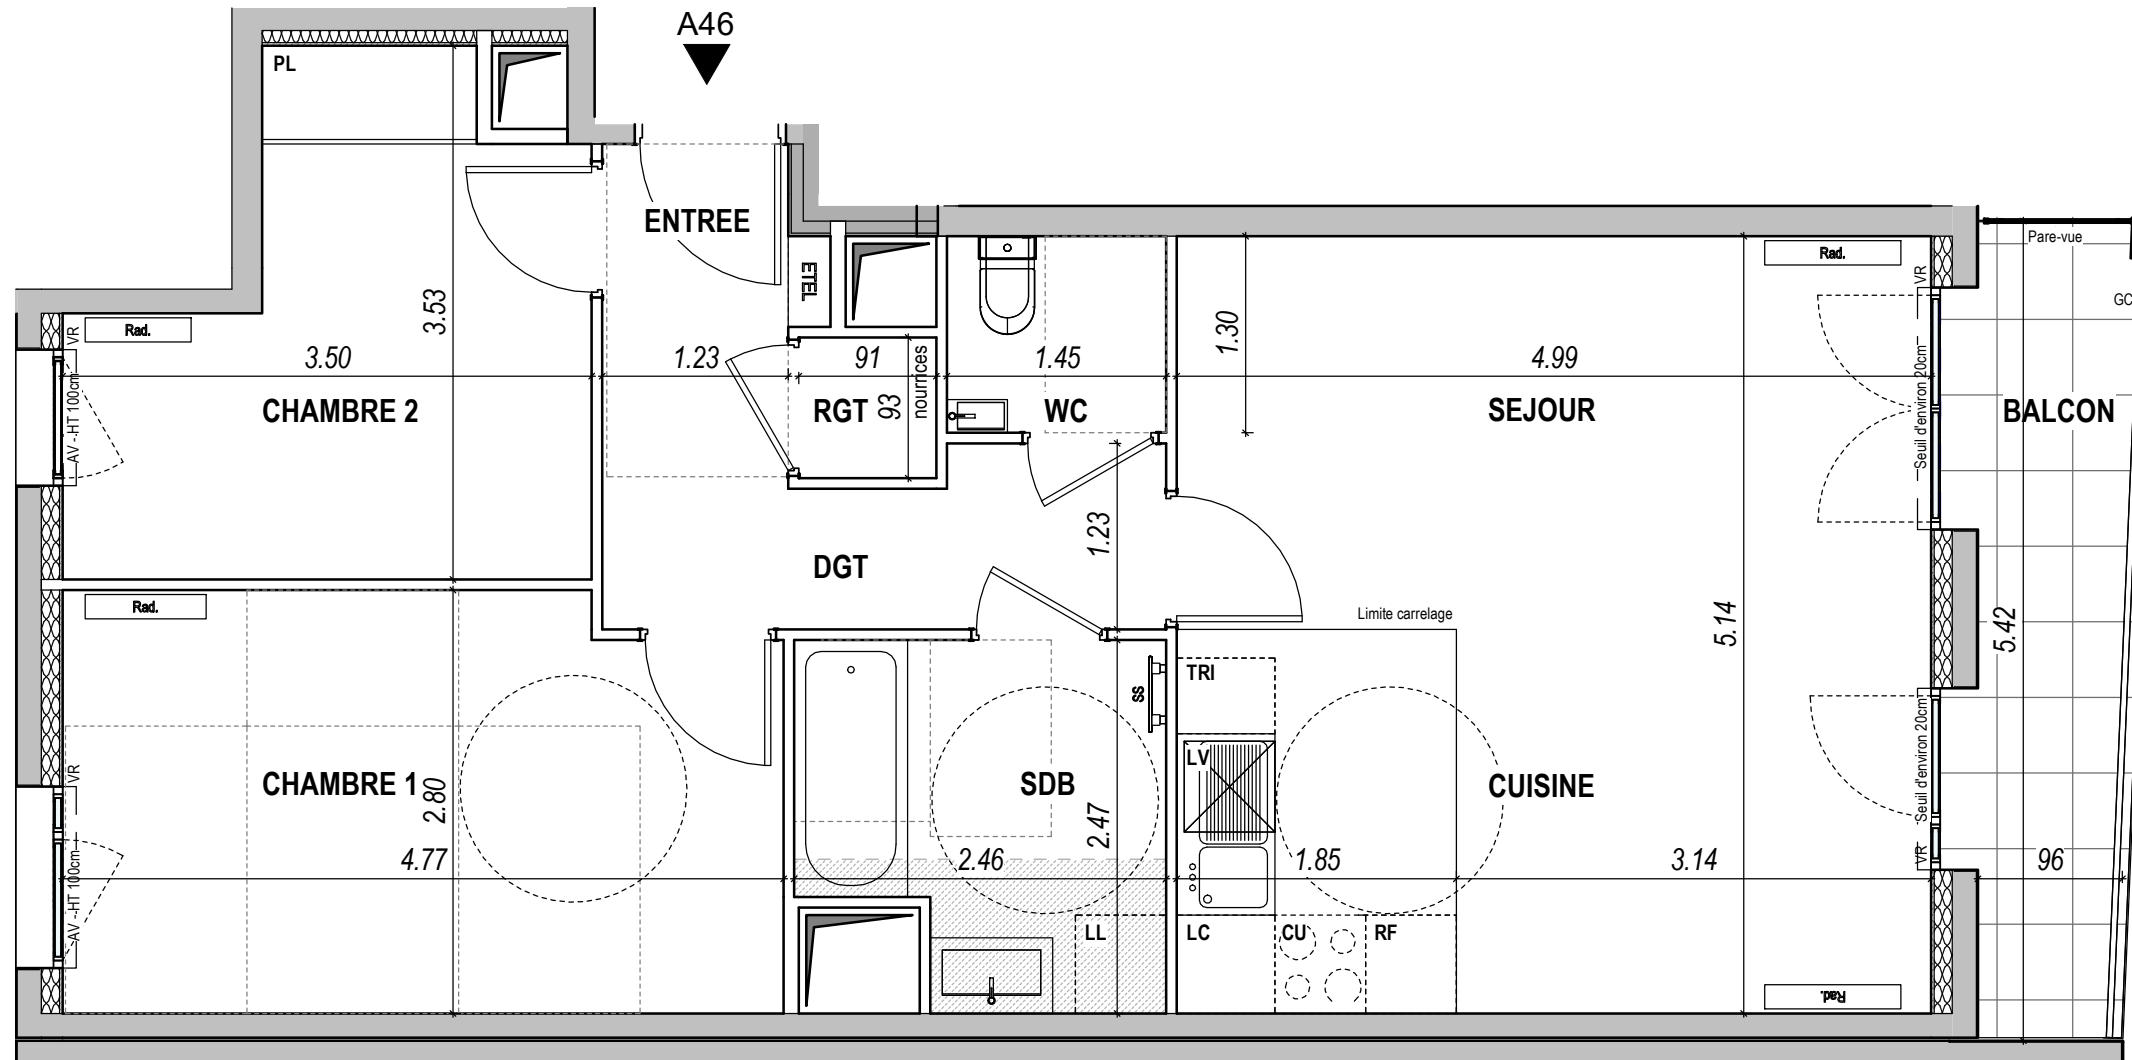 A46
PL
ENTREE
ETEL
Pare-vue
Rad.
VR
GC
Rad.
VR
3.53
1.30
3.50
1.23
91
nourrices
1.45
4.99
93
CHAMBRE 2
RGT
WC
SEJOUR
BALCON
AV -HT 100cm
Seuil d'environ 20cm
1.23
DGT
Rad.
Limite carrelage
5.14
5.42
TRI
SS
LV
VR
CHAMBRE 1
2.80
SDB
CUISINE
Seuil d'environ 20cm
2.47
VR
4.77
2.46
1.85
3.14
96
AV -HT 100cm
LL
LC
CU
RF
Rad.